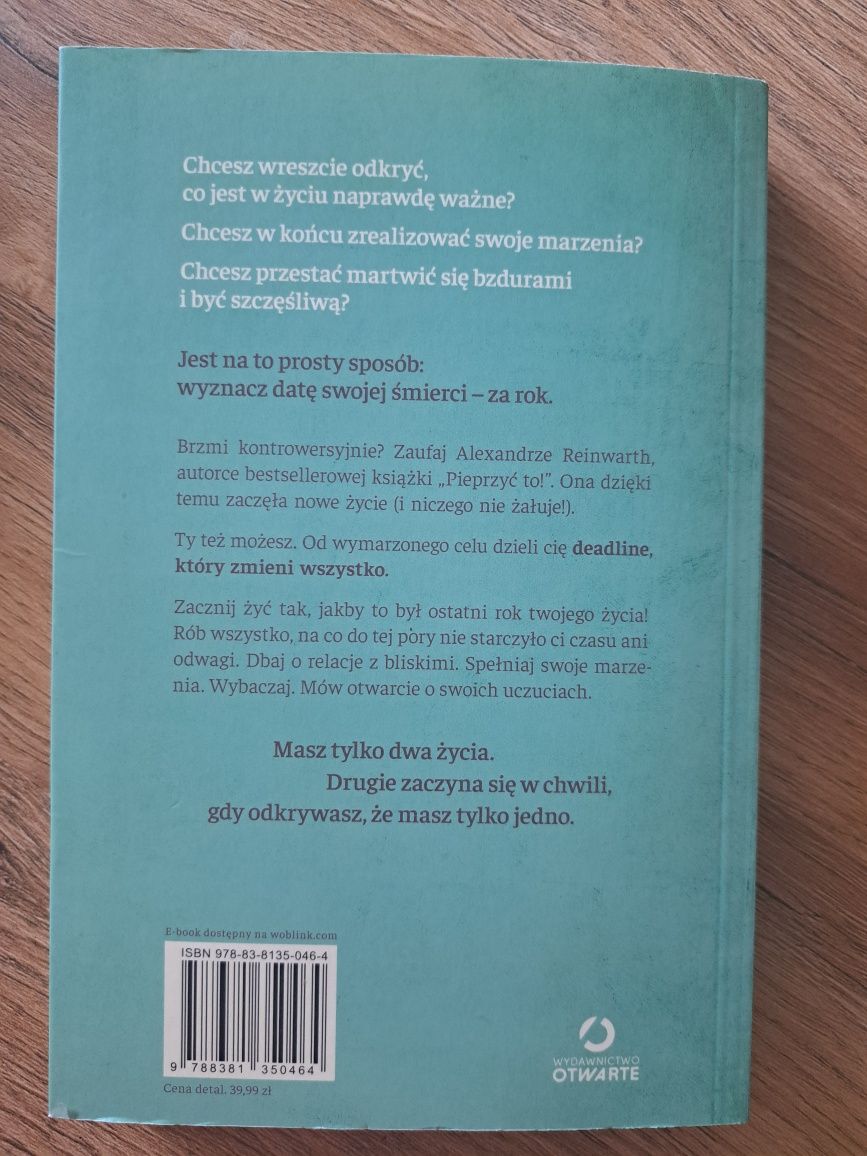 Chcesz wreszcie odkryć,
co jest w życiu naprawdę ważne?
Chcesz w końcu zrealizować swoje marzenia?
Chcesz przestać martwić się bzdurami
i być szczęśliwą?
Jest na to prosty sposób:
wyznacz datę swojej śmierci – za rok.
Brzmi kontrowersyjnie? Zaufaj Alexandrze Reinwarth,
autorce bestsellerowej książki „Pieprzyć to!”. Ona dzięki
temu zaczęła nowe życie (i niczego nie żałuje!).
Ty też możesz. Od wymarzonego celu dzieli cię deadline,
który zmieni wszystko.
Zacznij żyć tak, jakby to był ostatni rok twojego życia!
Rób wszystko, na co do tej pory nie starczyło ci czasu ani
odwagi. Dbaj o relacje z bliskimi. Spełniaj swoje marze-
nia. Wybaczaj. Mów otwarcie o swoich uczuciach.
Masz tylko dwa życia.
Drugie zaczyna się w chwili,
gdy odkrywasz, że masz tylko jedno.
E-book dostępny na woblink.com
ISBN 978-83-8135-046-4
9 788381 350464
Cena detal. 39,99 zł
WYDAWNICTWO
OTWARTE